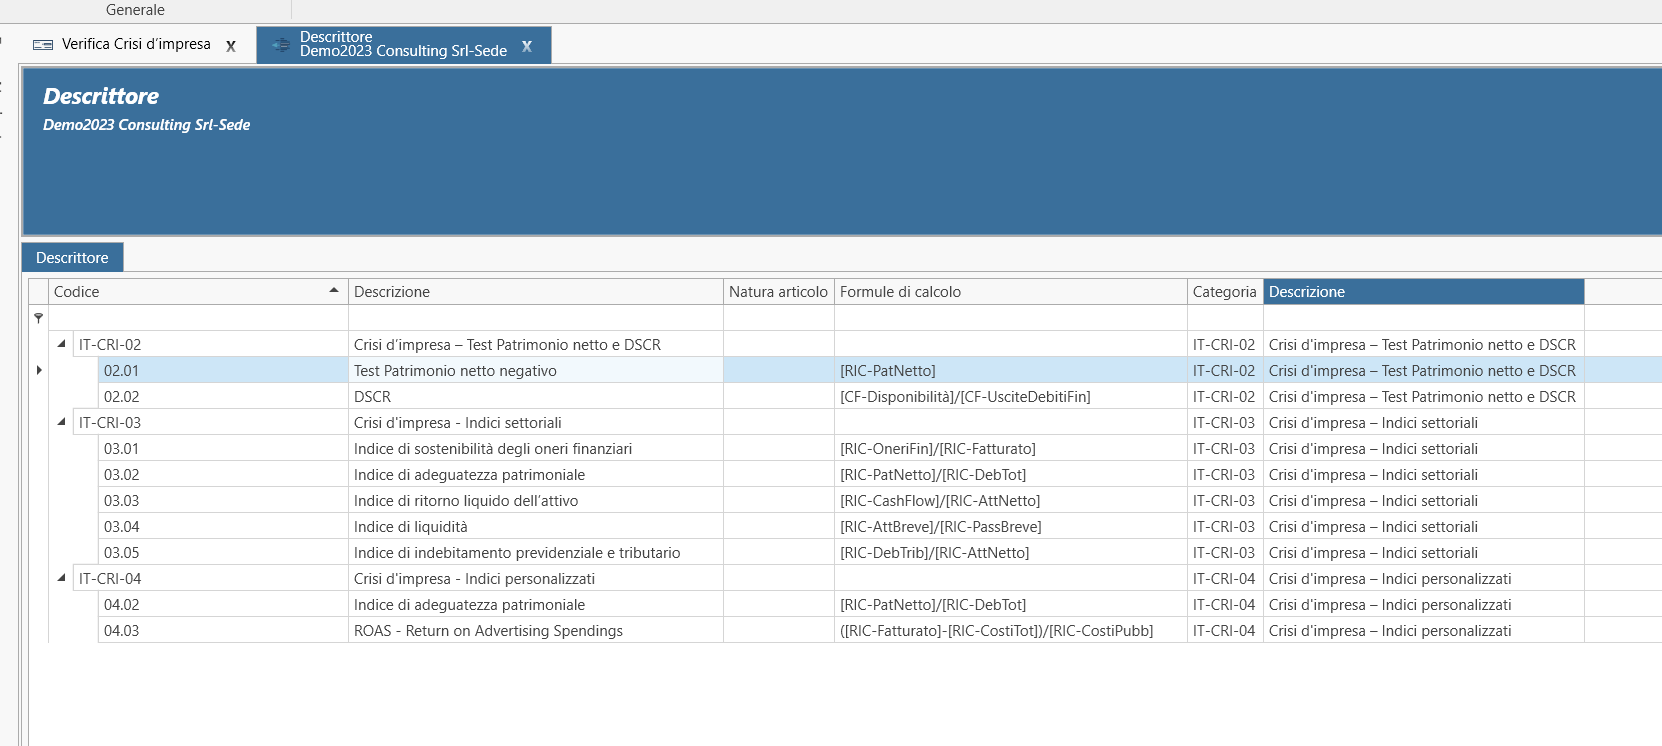 Generale
Verifica Crisi d'impresa x
Descrittore
Demo2023 Consulting Srl-Sede x
Descrittore
Demo2023 Consulting Srl-Sede
Descrittore
Codice Descrizione Natura articolo Formule di calcolo Categoria Descrizione
IT-CRI-02 Crisi d'impresa – Test Patrimonio netto e DSCR IT-CRI-02 Crisi d'impresa – Test Patrimonio netto e DSCR
02.01 Test Patrimonio netto negativo [RIC-PatNetto] IT-CRI-02 Crisi d'impresa – Test Patrimonio netto e DSCR
02.02 DSCR [CF-Disponibilità]/[CF-UsciteDebitiFin] IT-CRI-02 Crisi d'impresa – Test Patrimonio netto e DSCR
IT-CRI-03 Crisi d'impresa - Indici settoriali IT-CRI-03 Crisi d'impresa – Indici settoriali
03.01 Indice di sostenibilità degli oneri finanziari [RIC-OneriFin]/[RIC-Fatturato] IT-CRI-03 Crisi d'impresa – Indici settoriali
03.02 Indice di adeguatezza patrimoniale [RIC-PatNetto]/[RIC-DebTot] IT-CRI-03 Crisi d'impresa – Indici settoriali
03.03 Indice di ritorno liquido dell'attivo [RIC-CashFlow]/[RIC-AttNetto] IT-CRI-03 Crisi d'impresa – Indici settoriali
03.04 Indice di liquidità [RIC-AttBreve]/[RIC-PassBreve] IT-CRI-03 Crisi d'impresa – Indici settoriali
03.05 Indice di indebitamento previdenziale e tributario [RIC-DebTrib]/[RIC-AttNetto] IT-CRI-03 Crisi d'impresa – Indici settoriali
IT-CRI-04 Crisi d'impresa - Indici personalizzati IT-CRI-04 Crisi d'impresa – Indici personalizzati
04.02 Indice di adeguatezza patrimoniale [RIC-PatNetto]/[RIC-DebTot] IT-CRI-04 Crisi d'impresa – Indici personalizzati
04.03 ROAS - Return on Advertising Spendings ([RIC-Fatturato]-[RIC-CostiTot])/[RIC-CostiPubb] IT-CRI-04 Crisi d'impresa – Indici personalizzati